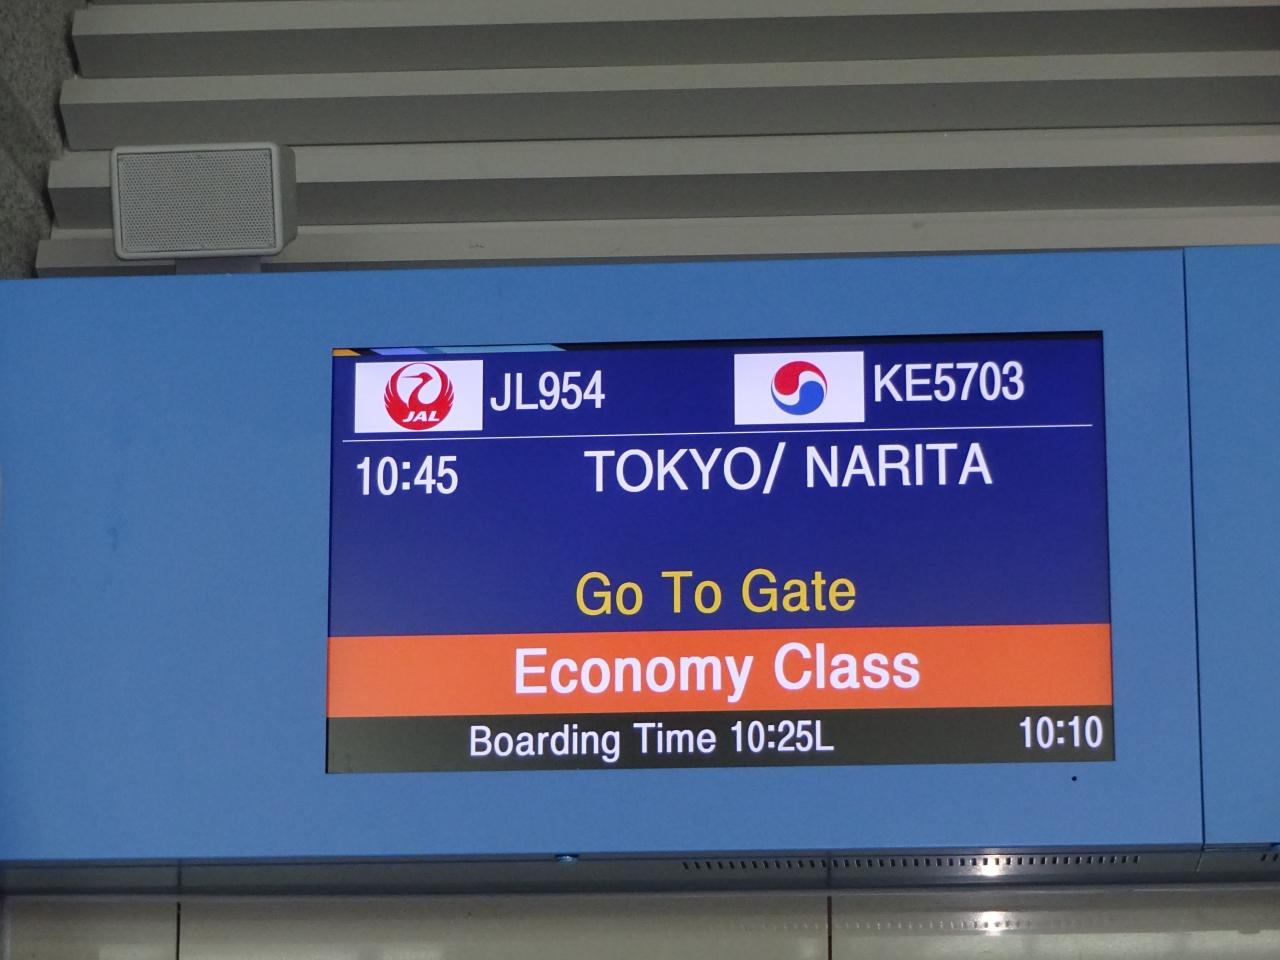 JAL JL954 KE5703
10:45 TOKYO/ NARITA
Go To Gate
Economy Class
Boarding Time 10:25L 10:10